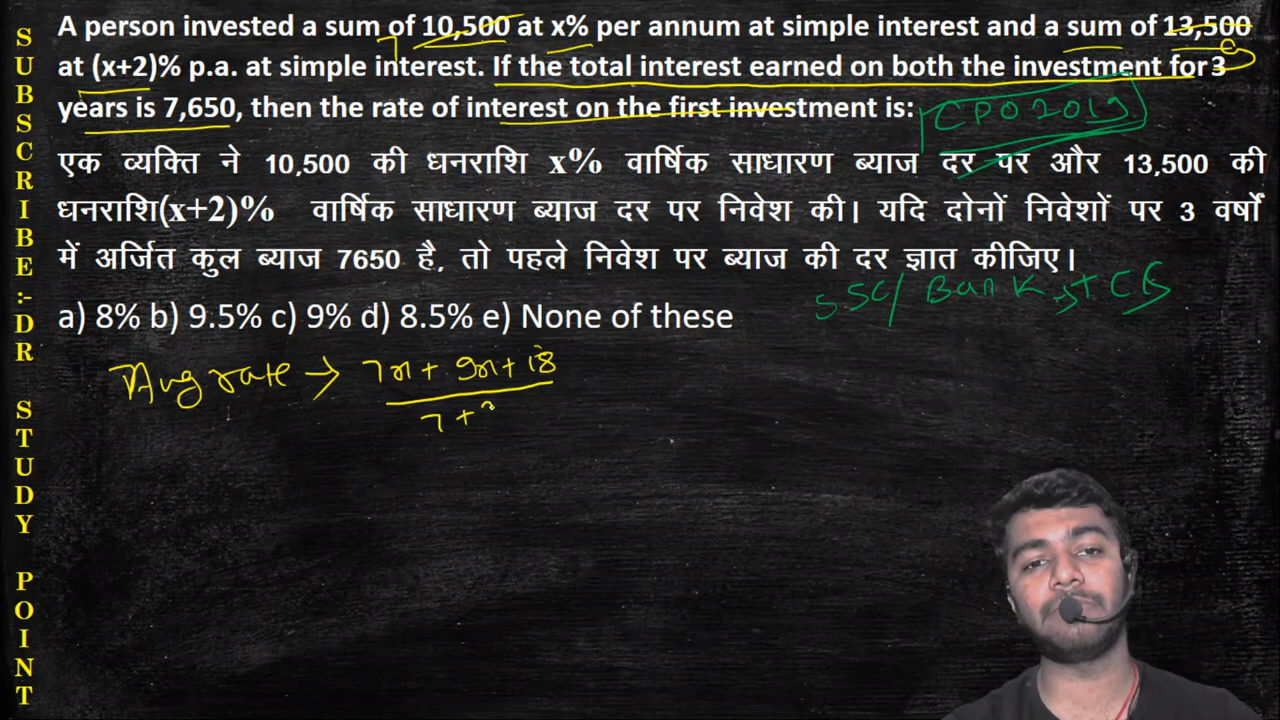 SUBSCRIBE:-DR STUDY POINT
A person invested a sum of 10,500 at x% per annum at simple interest and a sum of 13,500
7 9
at (x+2)% p.a. at simple interest. If the total interest earned on both the investment for 3
years is 7,650, then the rate of interest on the first investment is:
CPO 2019
एक व्यक्ति ने 10,500 की धनराशि x% वार्षिक साधारण ब्याज दर पर और 13,500 की
धनराशि(x+2)% वार्षिक साधारण ब्याज दर पर निवेश की। यदि दोनों निवेशों पर 3 वर्षों
में अर्जित कुल ब्याज 7650 है, तो पहले निवेश पर ब्याज की दर ज्ञात कीजिए।
SSC/ Bank
a) 8% b) 9.5% c) 9% d) 8.5% e) None of these
Avg rate → 7x + 9x + 18
7 +